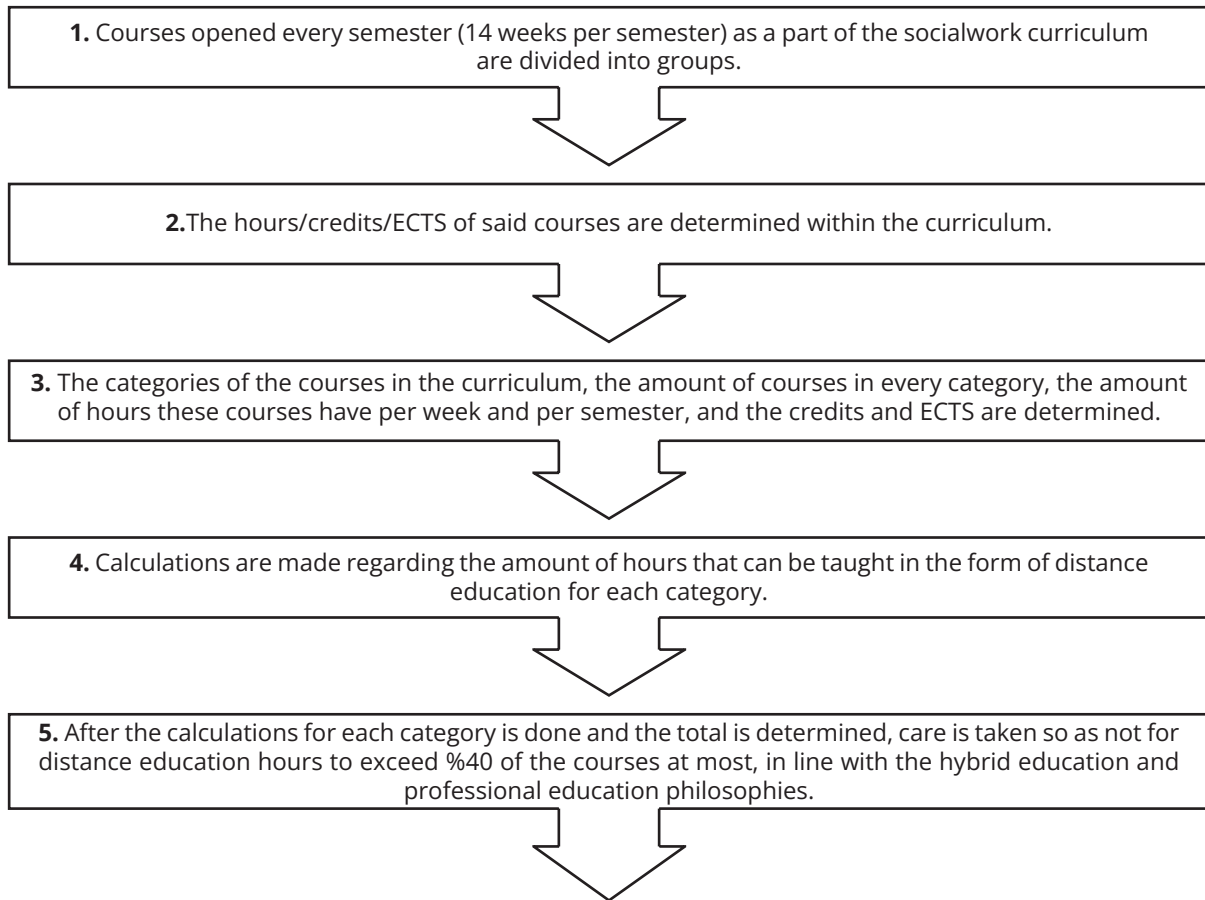 1. Courses opened every semester (14 weeks per semester) as a part of the socialwork curriculum
are divided into groups.
2.The hours/credits/ECTS of said courses are determined within the curriculum.
3. The categories of the courses in the curriculum, the amount of courses in every category, the amount
of hours these courses have per week and per semester, and the credits and ECTS are determined.
4. Calculations are made regarding the amount of hours that can be taught in the form of distance
education for each category.
5. After the calculations for each category is done and the total is determined, care is taken so as not for
distance education hours to exceed %40 of the courses at most, in line with the hybrid education and
professional education philosophies.